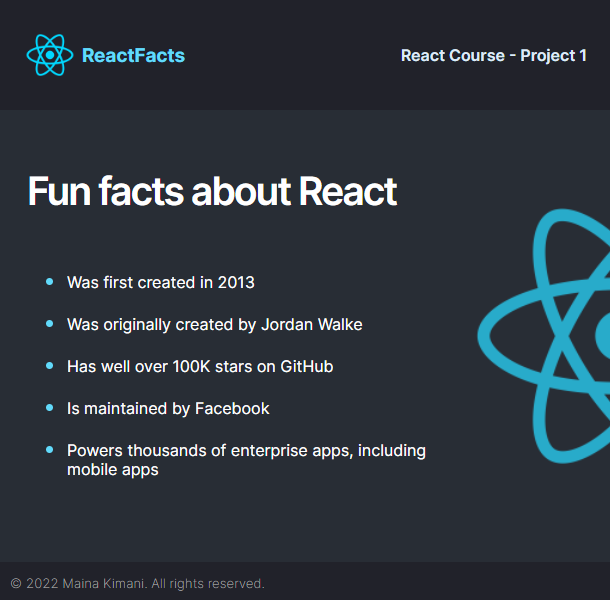 ReactFacts
React Course - Project 1
Fun facts about React
Was first created in 2013
Was originally created by Jordan Walke
Has well over 100K stars on GitHub
Is maintained by Facebook
Powers thousands of enterprise apps, including
mobile apps
© 2022 Maina Kimani. All rights reserved.